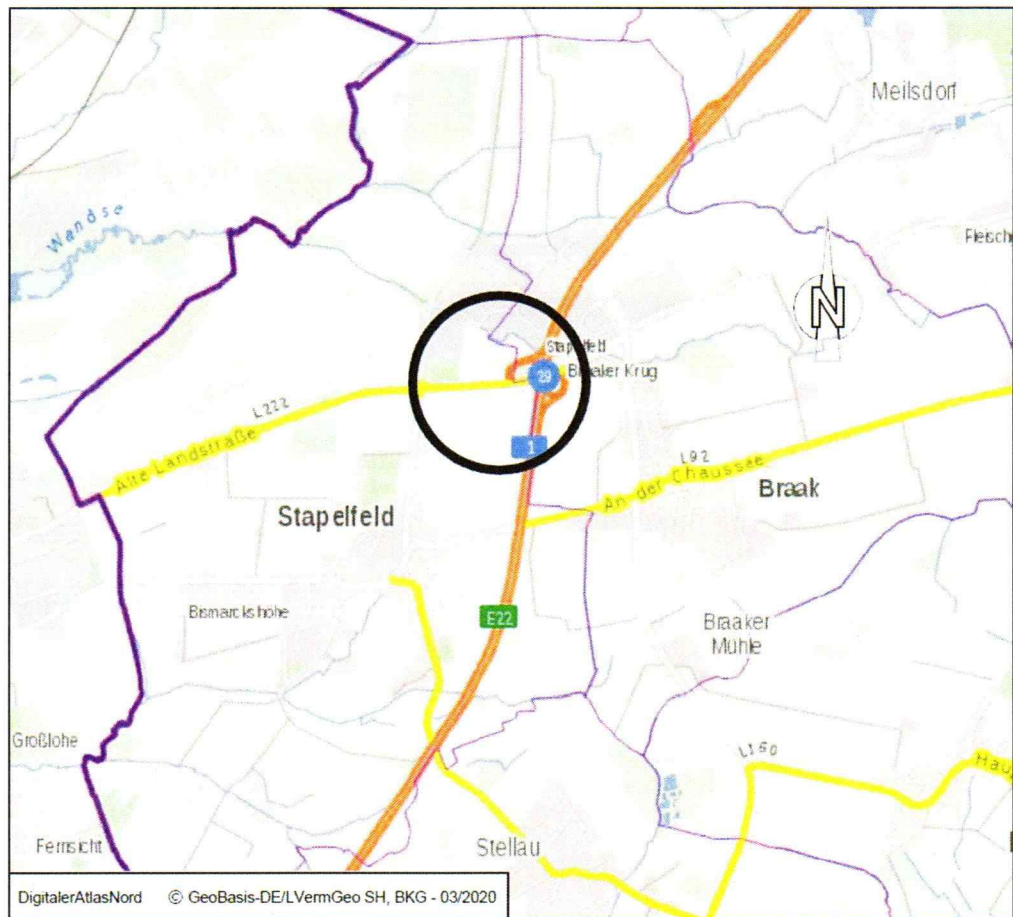 Meilsdorf
Wandse
N
Stapelfeld
29
Braaker Krug
L222
Alte Landstraße
1
L92
An der Chaussee
Braak
Stapelfeld
Bismarckshöhe
E22
Braaker
Mühle
Großlohe
L160
Fernsicht
Stellau
DigitalerAtlasNord © GeoBasis-DE/LVermGeo SH, BKG - 03/2020